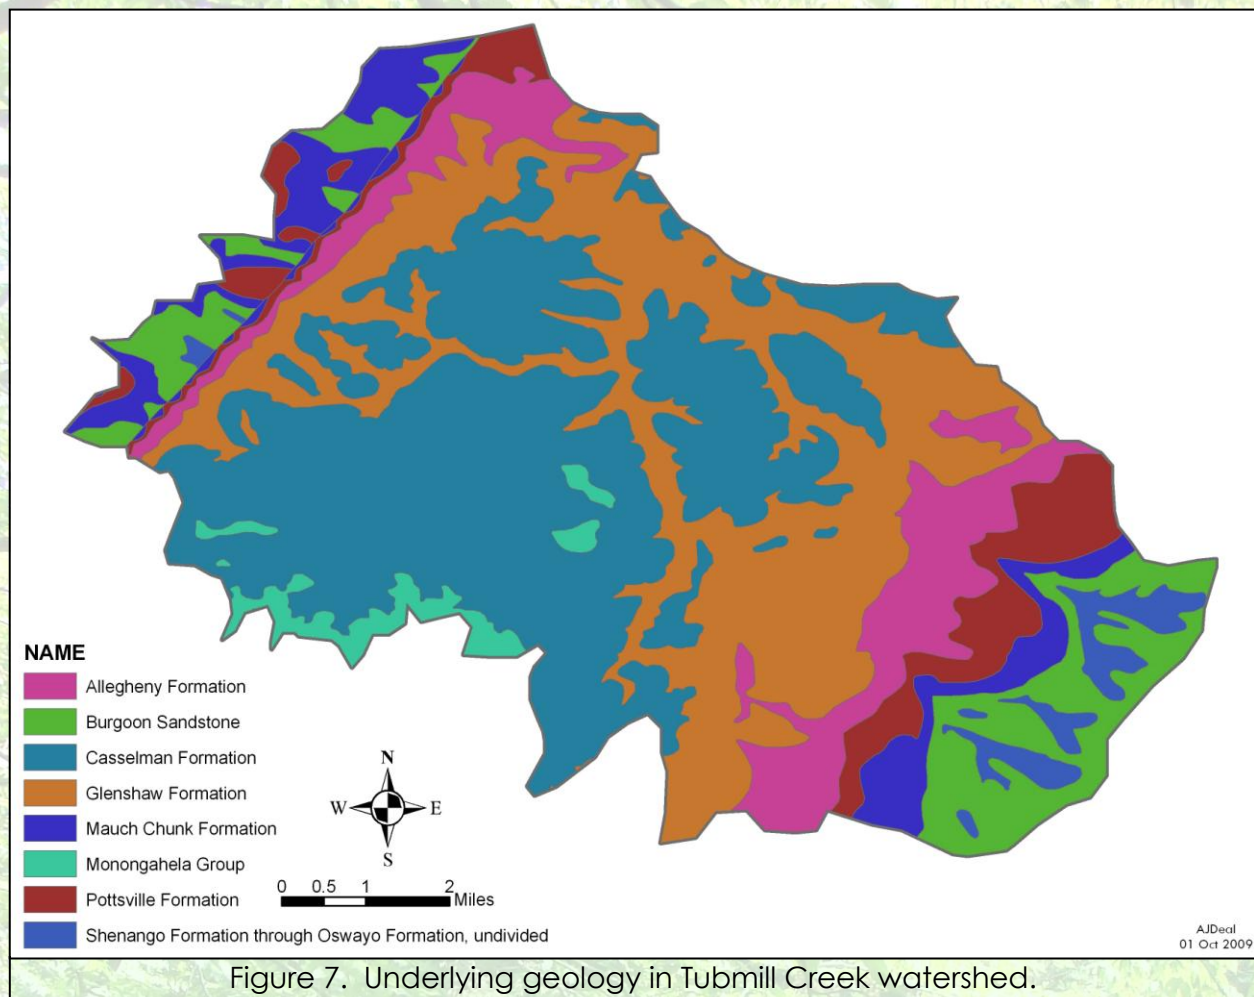 NAME
Allegheny Formation
Burgoon Sandstone
Casselman Formation
Glenshaw Formation
Mauch Chunk Formation
Monongahela Group
Pottsville Formation
Shenango Formation through Oswayo Formation, undivided
N
W E
S
0 0.5 1 2
Miles
AJDeal
01 Oct 2009
Figure 7. Underlying geology in Tubmill Creek watershed.